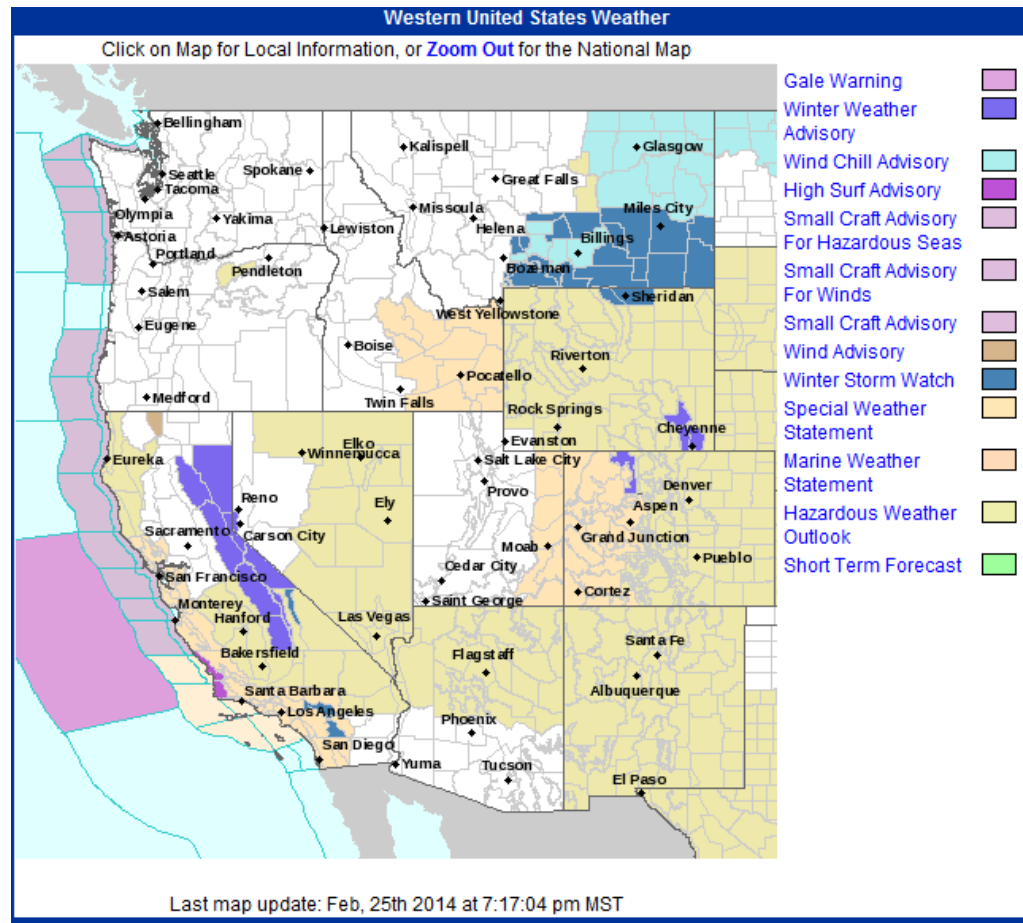 Western United States Weather
Click on Map for Local Information, or Zoom Out for the National Map
Bellingham
Kalispell
Glasgow
Seattle
Spokane
Great Falls
Tacoma
Olympia
Yakima
Missoula
Miles City
Lewiston
Helena
Astoria
Portland
Billings
Pendleton
Bozeman
Salem
Sheridan
West Yellowstone
Eugene
Boise
Riverton
Pocatello
Medford
Twin Falls
Rock Springs
Cheyenne
Elko
Evanston
Eureka
Winnemucca
Salt Lake City
Provo
Denver
Reno
Ely
Aspen
Sacramento
Carson City
Grand Junction
Moab
Pueblo
Cedar City
San Francisco
Cortez
Saint George
Monterey
Hanford
Las Vegas
Santa Fe
Bakersfield
Flagstaff
Albuquerque
Santa Barbara
Los Angeles
Phoenix
San Diego
Yuma
Tucson
El Paso
Gale Warning
Winter Weather
Advisory
Wind Chill Advisory
High Surf Advisory
Small Craft Advisory
For Hazardous Seas
Small Craft Advisory
For Winds
Small Craft Advisory
Wind Advisory
Winter Storm Watch
Special Weather
Statement
Marine Weather
Statement
Hazardous Weather
Outlook
Short Term Forecast
Last map update: Feb, 25th 2014 at 7:17:04 pm MST